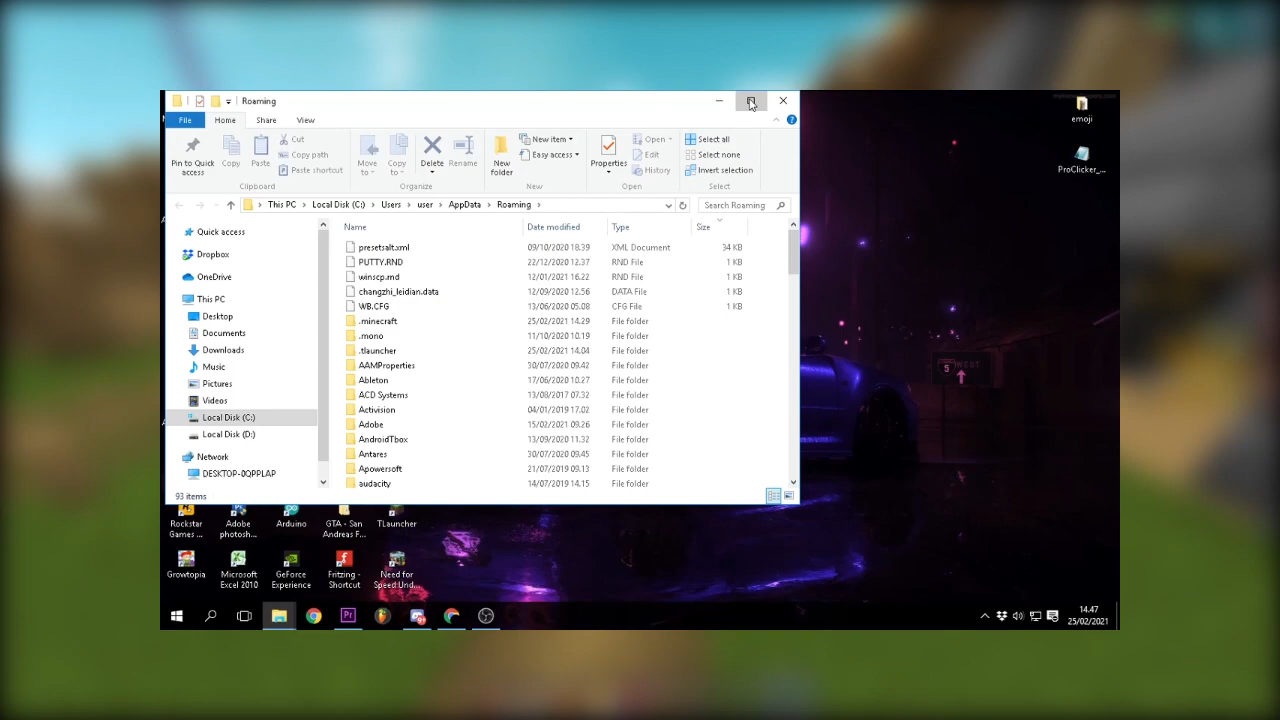 Roaming
File Home Share View
Pin to Quick access
Copy
Paste
Cut
Copy path
Paste shortcut
Clipboard
Move to
Copy to
Delete
Rename
Organize
New folder
New item
Easy access
New
Properties
Open
Edit
History
Open
Select all
Select none
Invert selection
Select
This PC Local Disk (C:) Users user AppData Roaming
Search Roaming
Quick access
Dropbox
OneDrive
This PC
Desktop
Documents
Downloads
Music
Pictures
Videos
Local Disk (C:)
Local Disk (D:)
Network
DESKTOP-0QPPLAP
Name Date modified Type Size
presetsalt.xml 09/10/2020 18.39 XML Document 34 KB
PUTTY.RND 22/12/2020 12.37 RND File 1 KB
winscp.rnd 12/01/2021 16.22 RND File 1 KB
changzhi_leidian.data 12/09/2020 12.56 DATA File 1 KB
WB.CFG 13/06/2020 05.08 CFG File 1 KB
.minecraft 25/02/2021 14.29 File folder
.mono 11/10/2020 10.19 File folder
.tlauncher 25/02/2021 14.04 File folder
AAMProperties 30/07/2020 09.42 File folder
Ableton 17/06/2020 10.27 File folder
ACD Systems 13/08/2017 07.32 File folder
Activision 04/01/2019 17.02 File folder
Adobe 15/02/2021 09.26 File folder
AndroidTbox 13/09/2020 11.32 File folder
Antares 30/07/2020 09.45 File folder
Apowersoft 21/07/2019 09.13 File folder
audacity 14/07/2019 14.15 File folder
93 items
emoji
ProClicker_...
5 WEST
Rockstar Games ...
Adobe photosh...
Arduino
GTA - San Andreas F...
TLauncher
Growtopia
Microsoft Excel 2010
GeForce Experience
Fritzing - Shortcut
Need for Speed Und...
Pr
14.47
25/02/2021